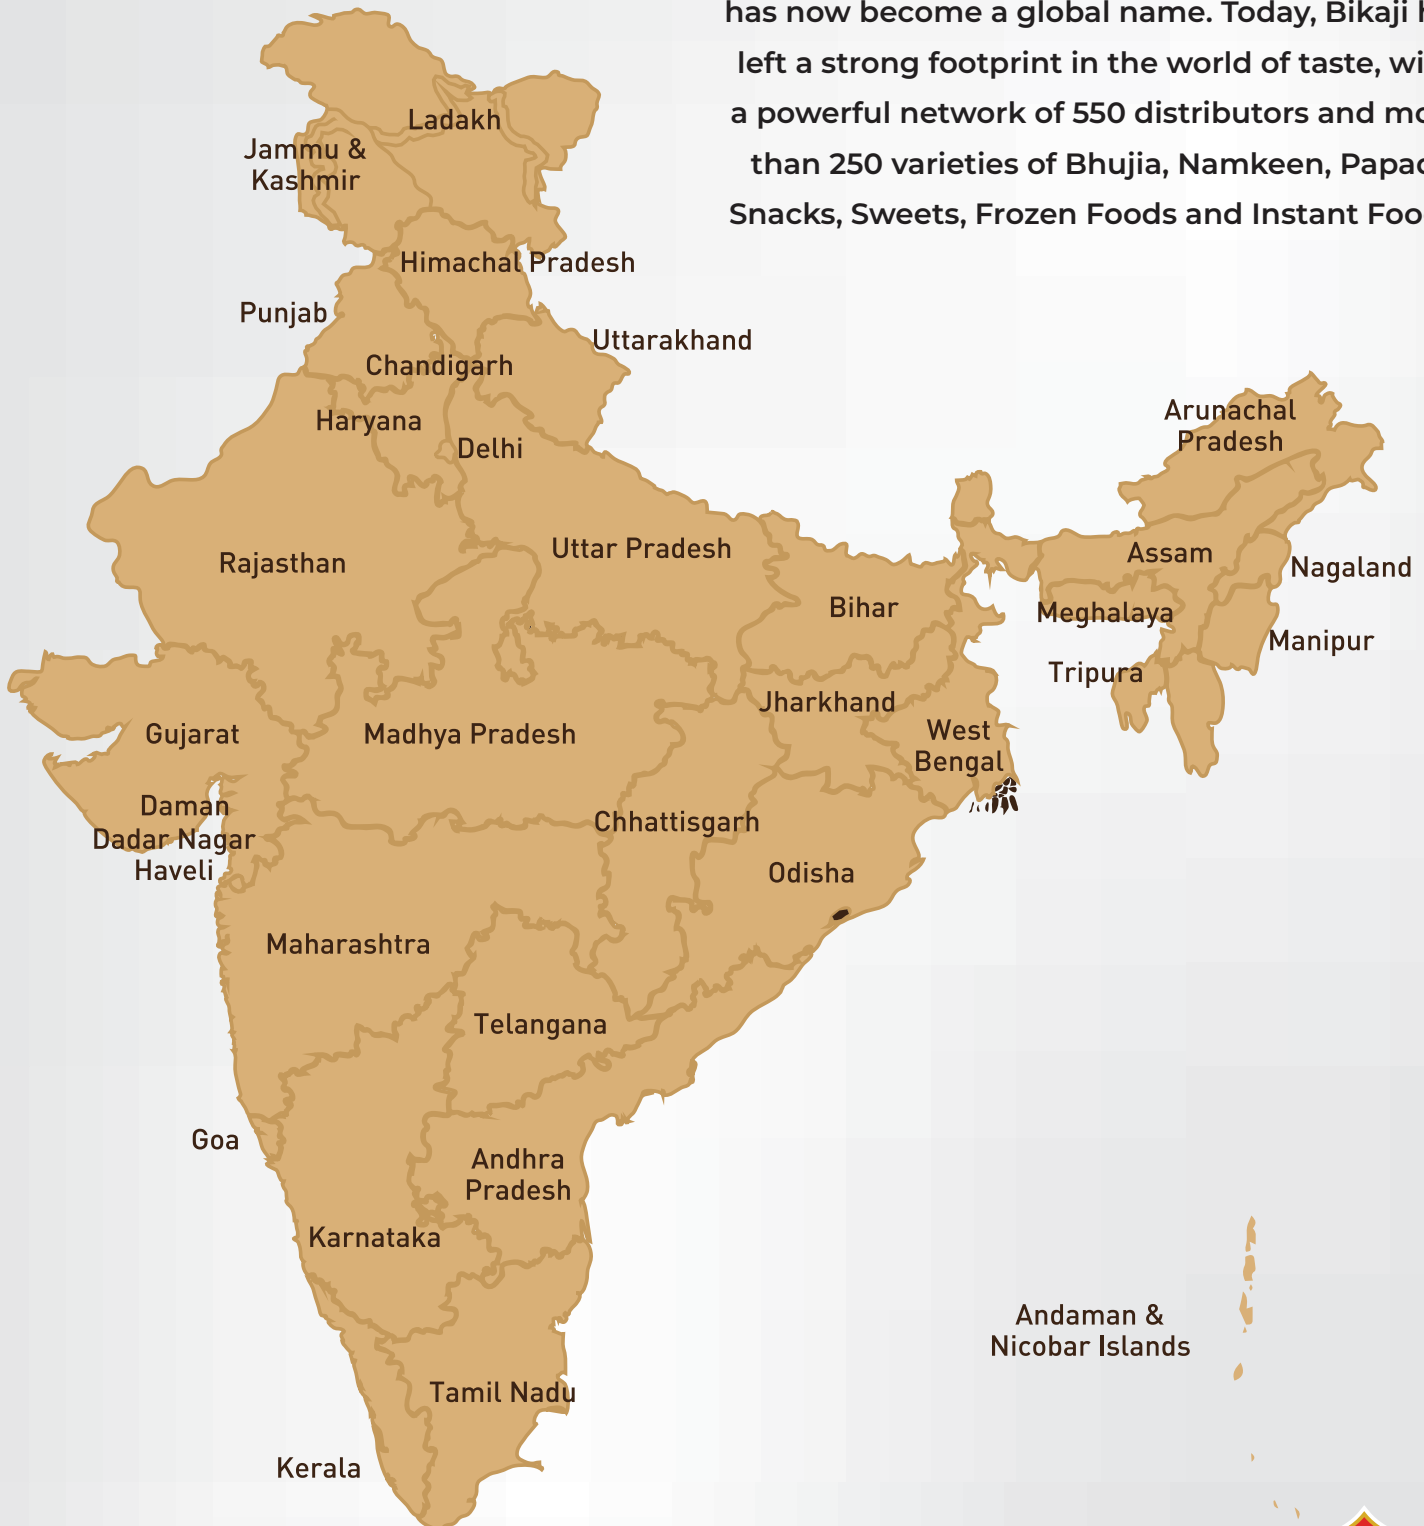 has now become a global name. Today, Bikaji
left a strong footprint in the world of taste,
a powerful network of 550 distributors and
than 250 varieties of Bhujia, Namkeen,
Snacks, Sweets, Frozen Foods and Instant
Ladakh
Jammu &
Kashmir
Himachal Pradesh
Punjab
Uttarakhand
Chandigarh
Haryana
Delhi
Arunachal
Pradesh
Rajasthan
Uttar Pradesh
Assam
Nagaland
Bihar
Meghalaya
Manipur
Tripura
Jharkhand
Gujarat
Madhya Pradesh
West
Bengal
Daman
Dadar Nagar
Haveli
Chhattisgarh
Odisha
Maharashtra
Telangana
Goa
Andhra
Pradesh
Karnataka
Andaman &
Nicobar Islands
Tamil Nadu
Kerala